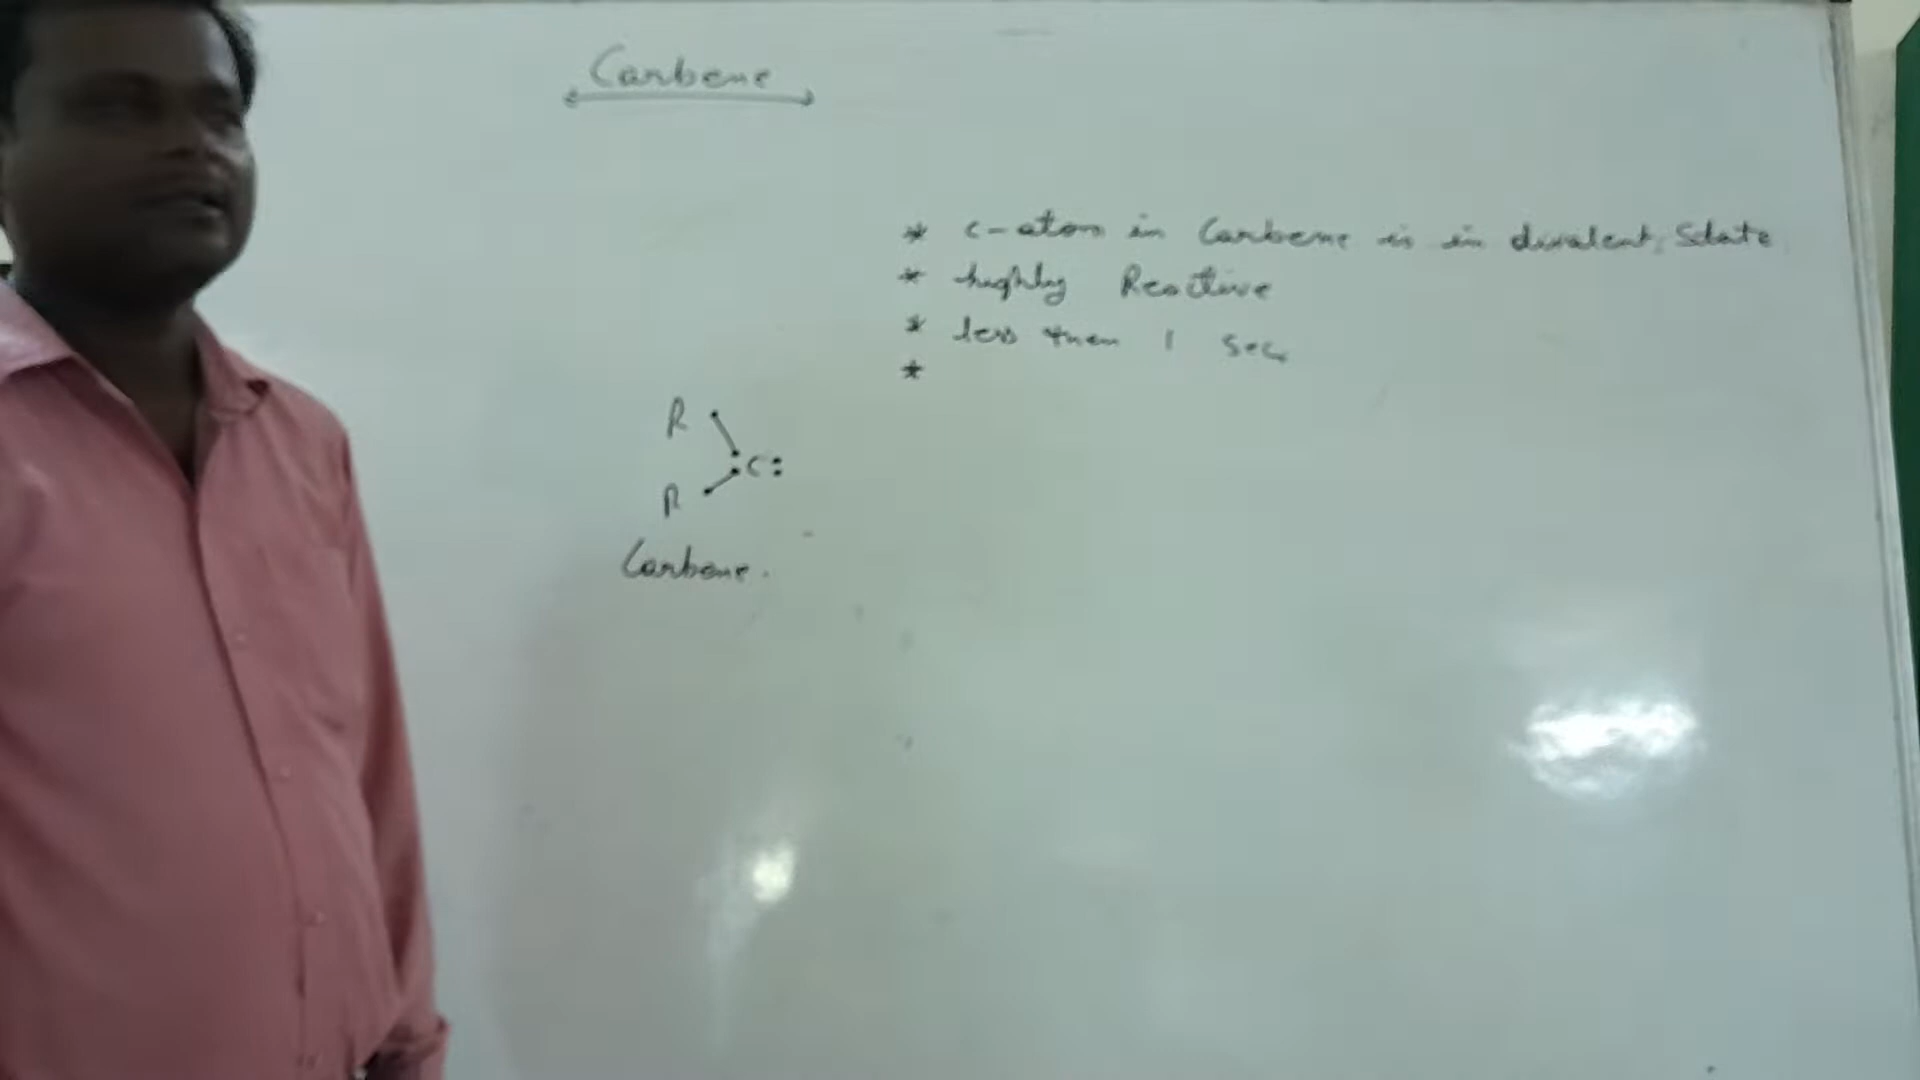 Carbene
* C-atom in Carbene is in divalent State
* highly Reactive
* less then 1 Sec
*
R
C:
R
Carbene.